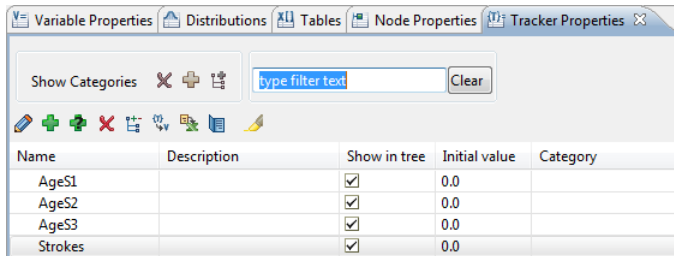 Variable Properties Distributions Tables Node Properties Tracker Properties
Show Categories type filter text Clear
Name Description Show in tree Initial value Category
AgeS1 0.0
AgeS2 0.0
AgeS3 0.0
Strokes 0.0